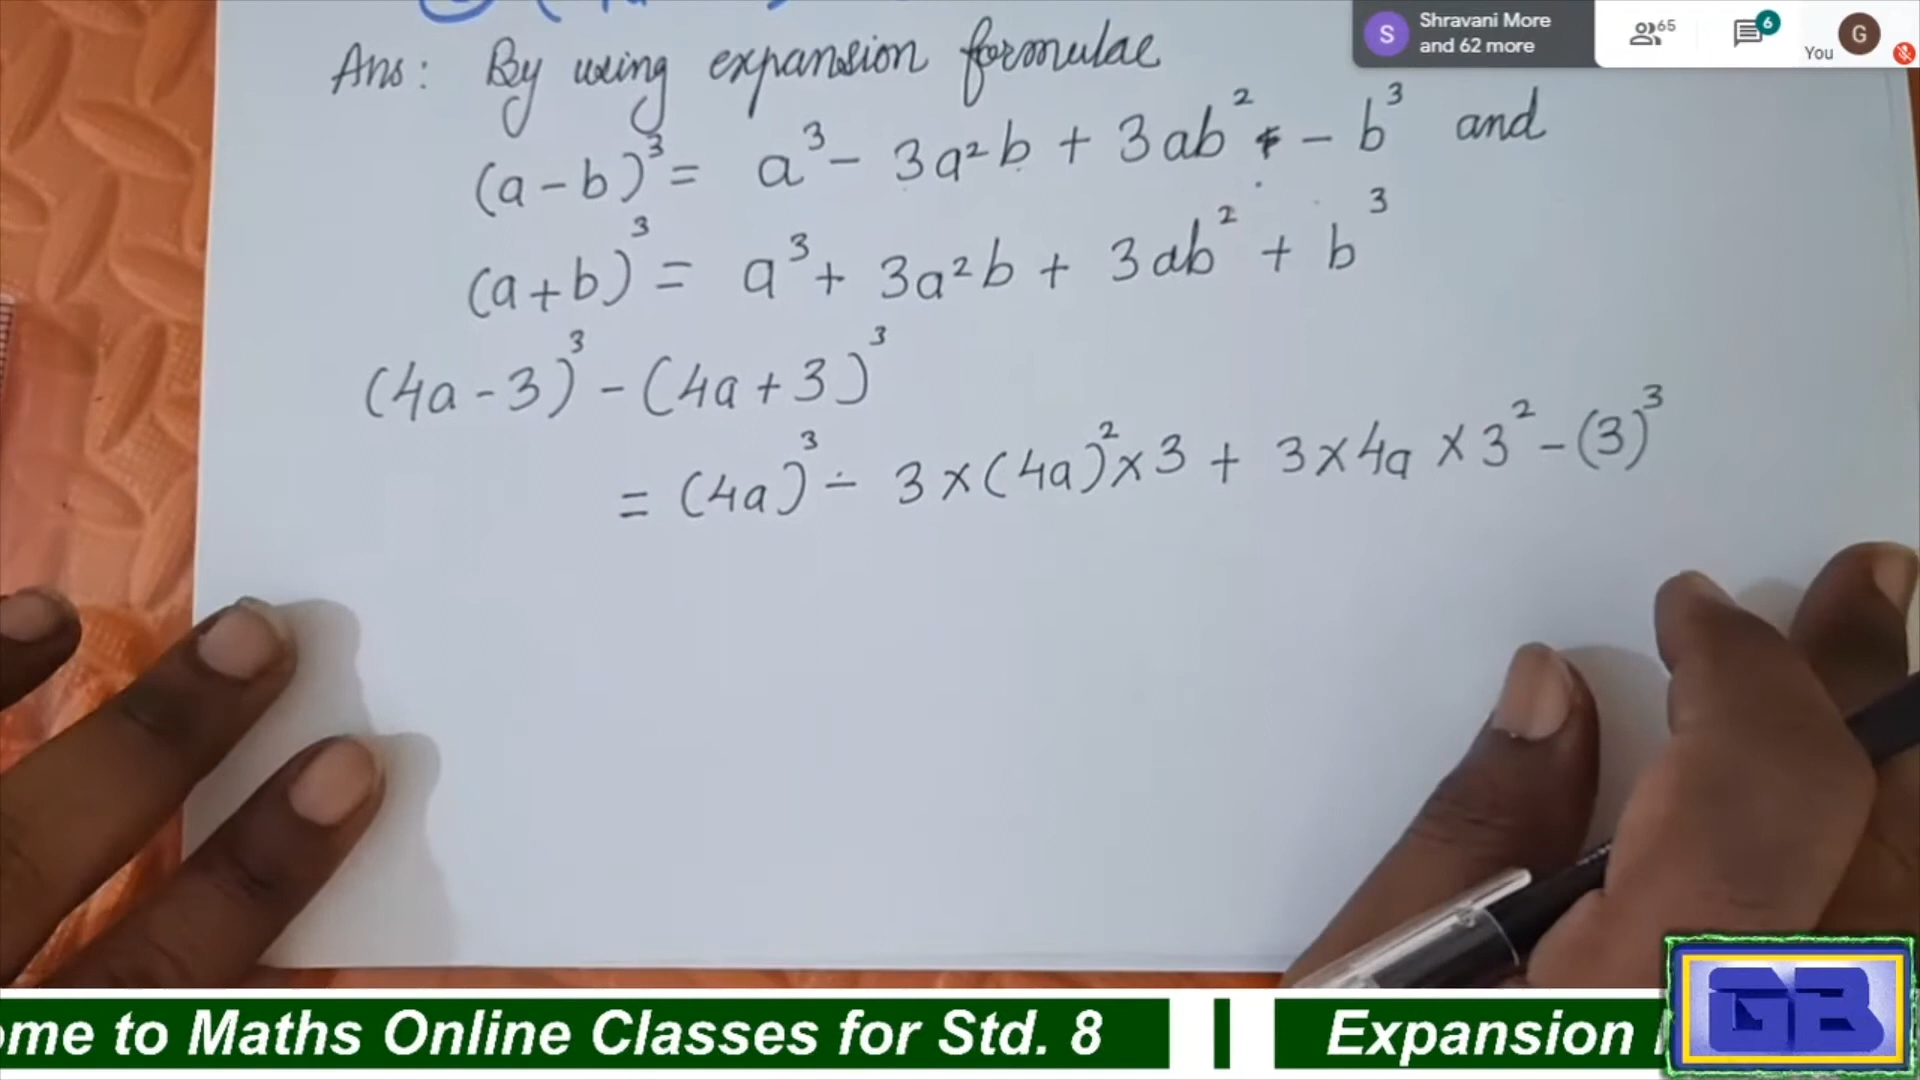 Ans: By using expansion formulae
(a-b)³ = a³ - 3a²b + 3ab² - b³ and
(a+b)³ = a³ + 3a²b + 3ab² + b³
(4a-3)³ - (4a+3)³
= (4a)³ - 3×(4a)²×3 + 3×4a×3² - (3)³
S
Shravani More
and 62 more
65
6
You
G
ome to Maths Online Classes for Std. 8 | Expansion
GB